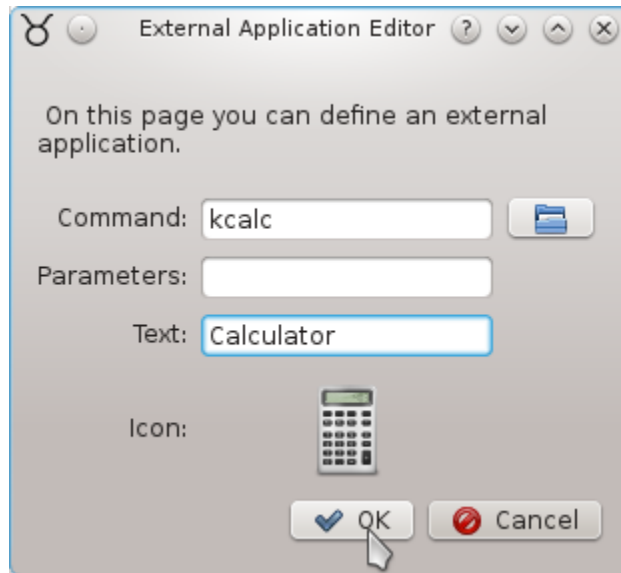 External Application Editor
On this page you can define an external
application.
Command: kcalc
Parameters:
Text: Calculator
Icon:
OK Cancel